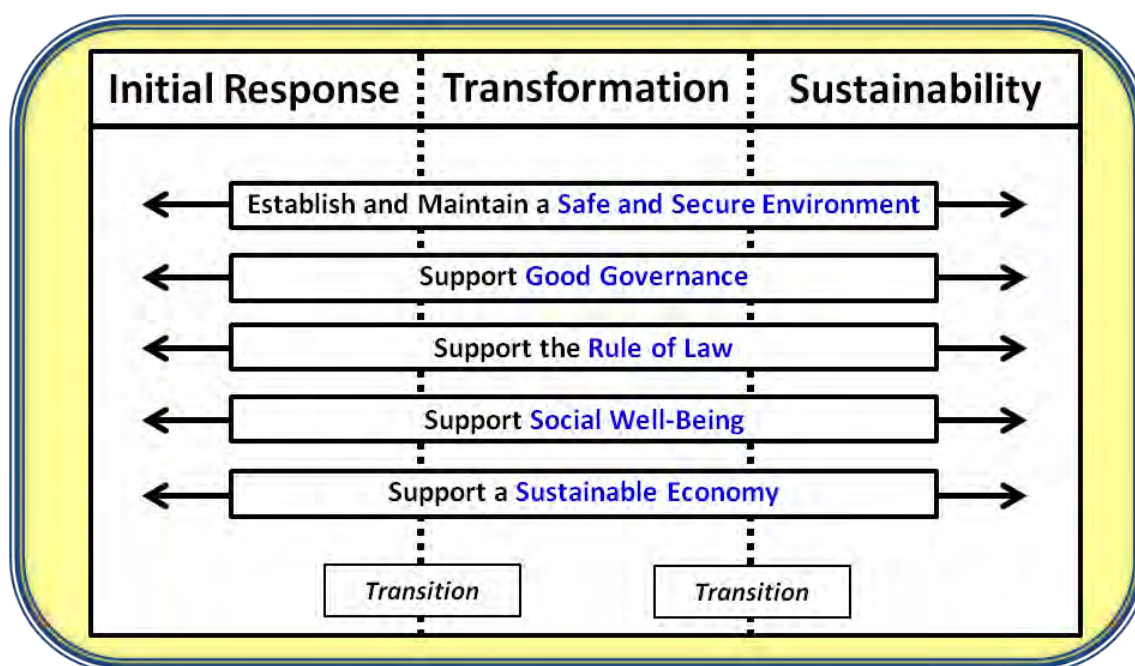 Initial Response Transformation Sustainability
Establish and Maintain a Safe and Secure Environment
Support Good Governance
Support the Rule of Law
Support Social Well-Being
Support a Sustainable Economy
Transition Transition